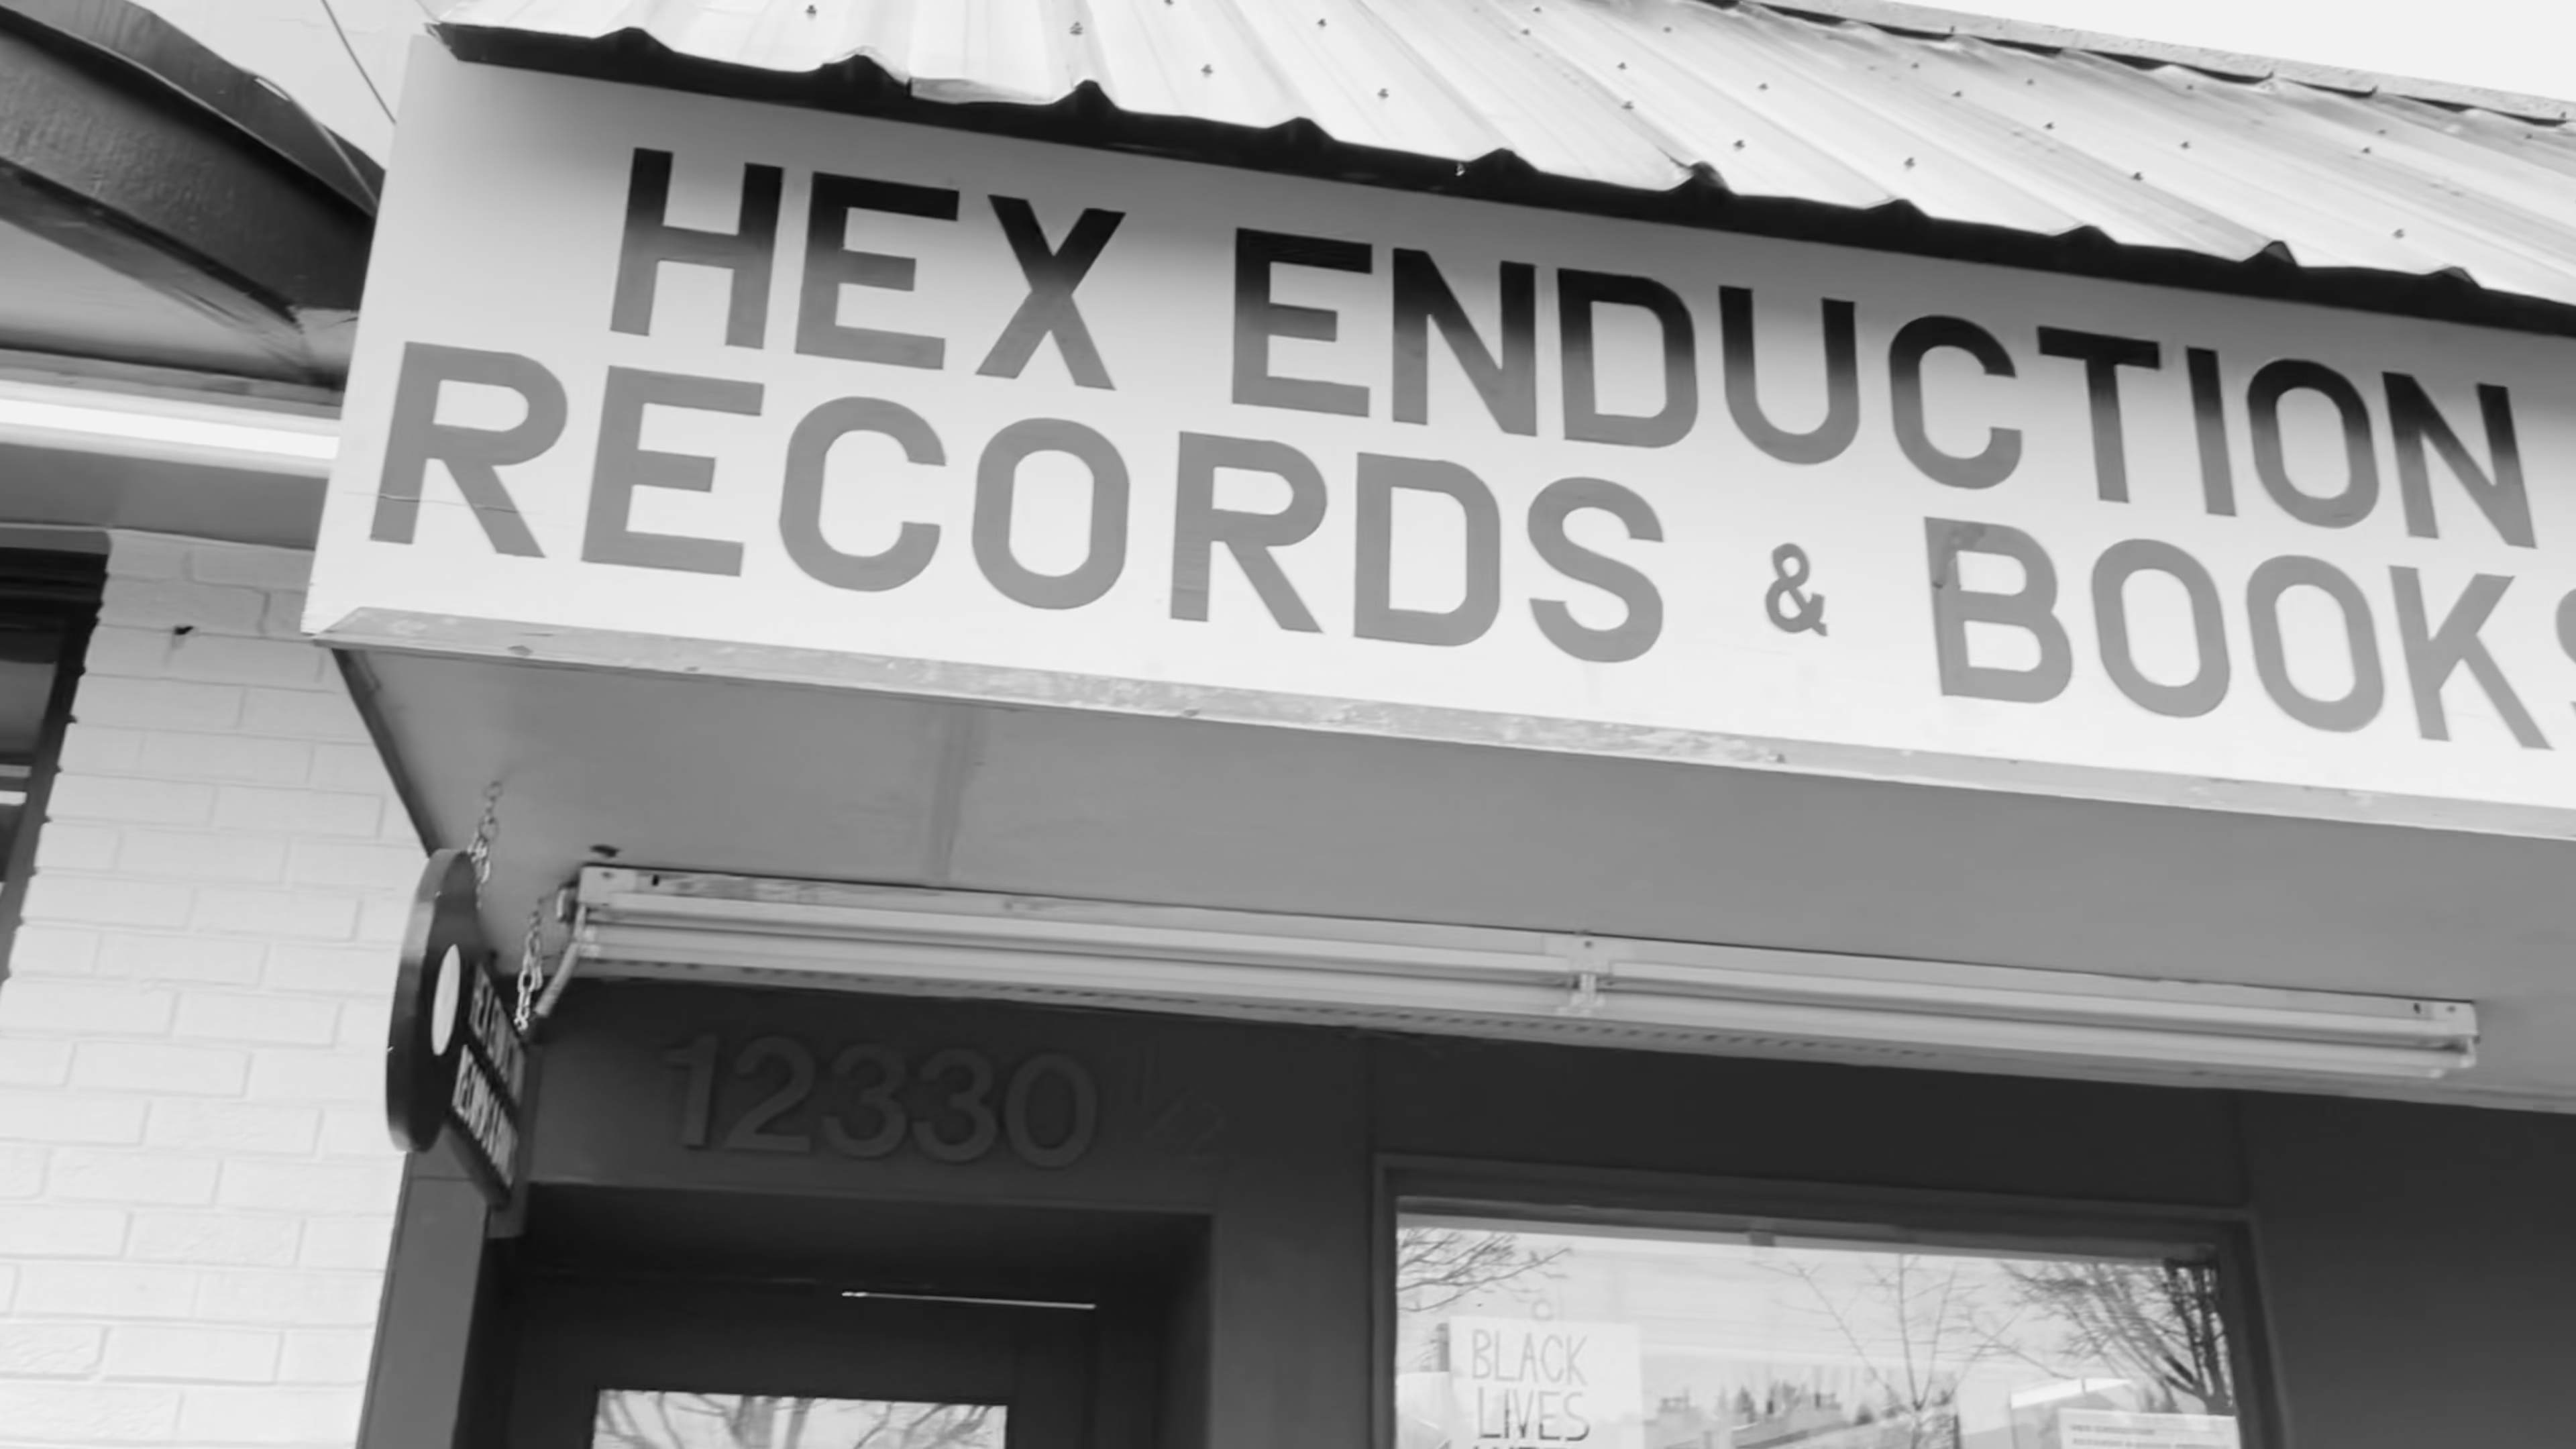 HEX ENDUCTION
RECORDS & BOOKS
12330 1/2
BLACK
LIVES